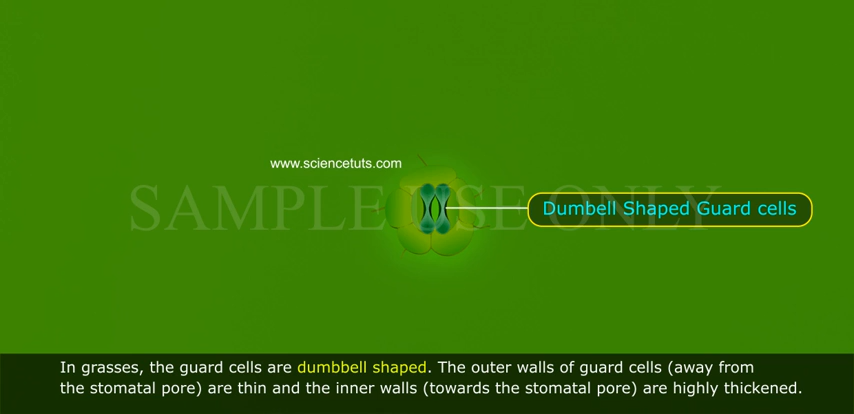 www.sciencetuts.com
SAMPLE USE ONLY
Dumbell Shaped Guard cells
In grasses, the guard cells are dumbbell shaped. The outer walls of guard cells (away from
the stomatal pore) are thin and the inner walls (towards the stomatal pore) are highly thickened.